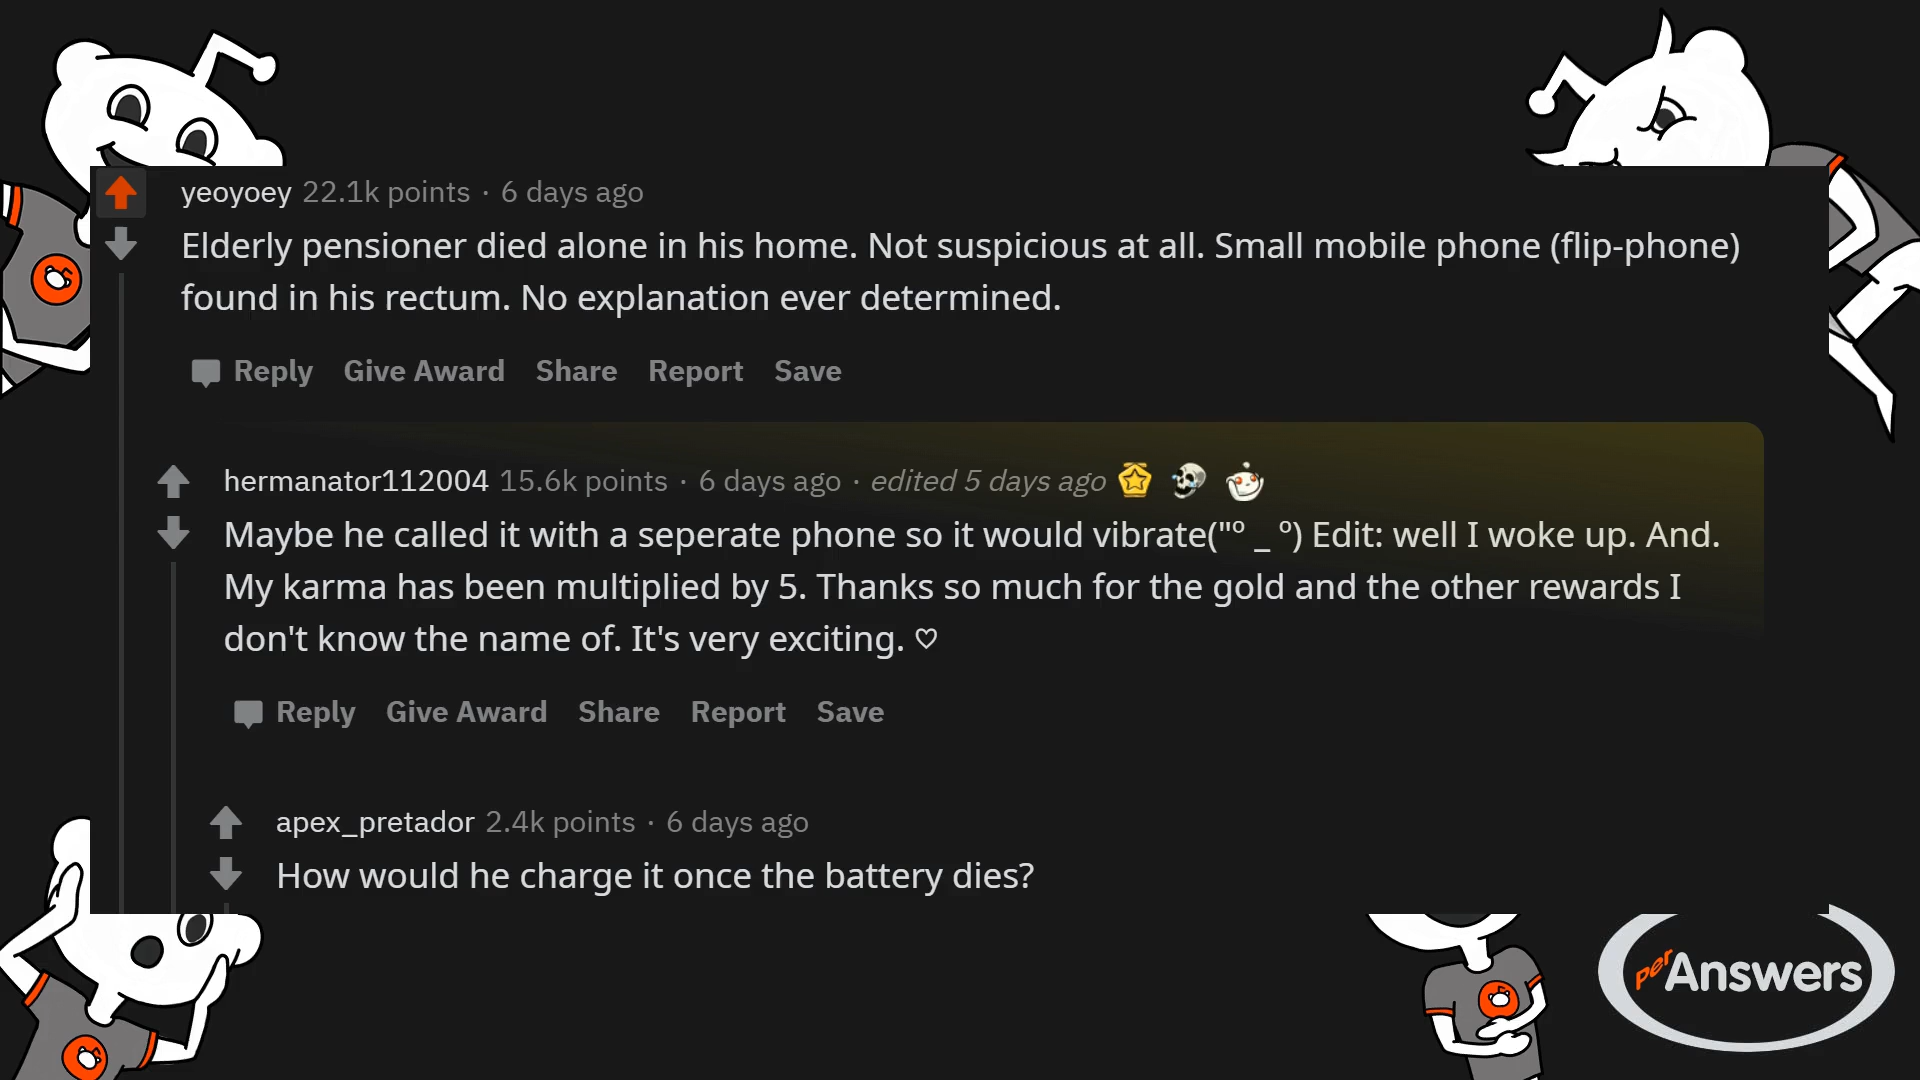 yeoyoey 22.1k points · 6 days ago
Elderly pensioner died alone in his home. Not suspicious at all. Small mobile phone (flip-phone)
found in his rectum. No explanation ever determined.
Reply Give Award Share Report Save
hermanator112004 15.6k points · 6 days ago · edited 5 days ago
Maybe he called it with a seperate phone so it would vibrate("º _ º) Edit: well I woke up. And.
My karma has been multiplied by 5. Thanks so much for the gold and the other rewards I
don't know the name of. It's very exciting. ♡
Reply Give Award Share Report Save
apex_pretador 2.4k points · 6 days ago
How would he charge it once the battery dies?
perAnswers